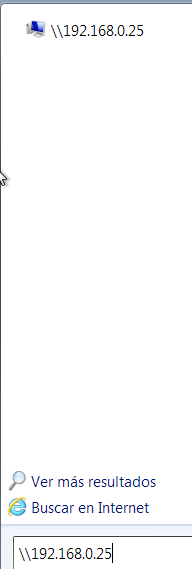 \\192.168.0.25
Ver más resultados
Buscar en Internet
\\192.168.0.25